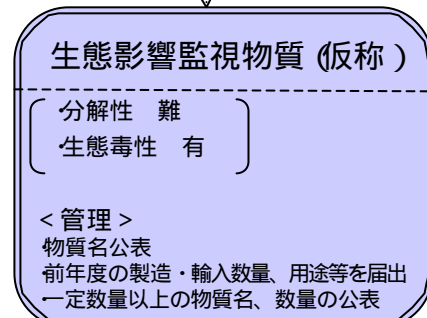 生態影響監視物質（仮称）
・分解性　難
・生態毒性　有
＜管理＞
・物質名公表
・前年度の製造・輸入数量、用途等を届出
・一定数量以上の物質名、数量の公表